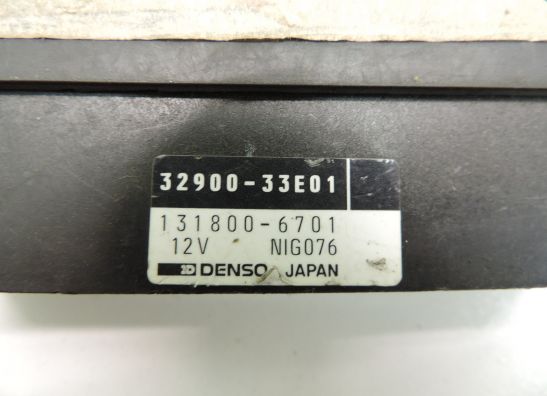 32900-33E01
131800-6701
12V NIG076
DENSO JAPAN